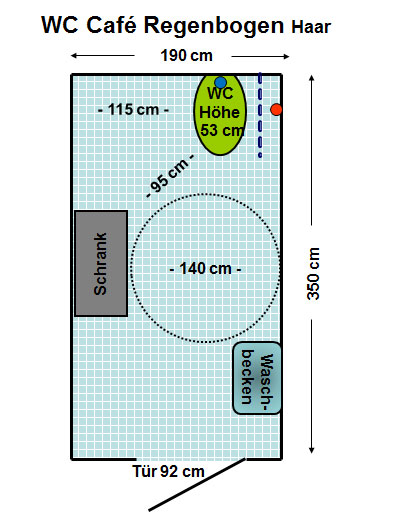 WC Café Regenbogen Haar
190 cm
- 115 cm -
WC
Höhe
53 cm
- 95 cm -
Schrank
- 140 cm -
350 cm
Wasch-
becken
Tür 92 cm